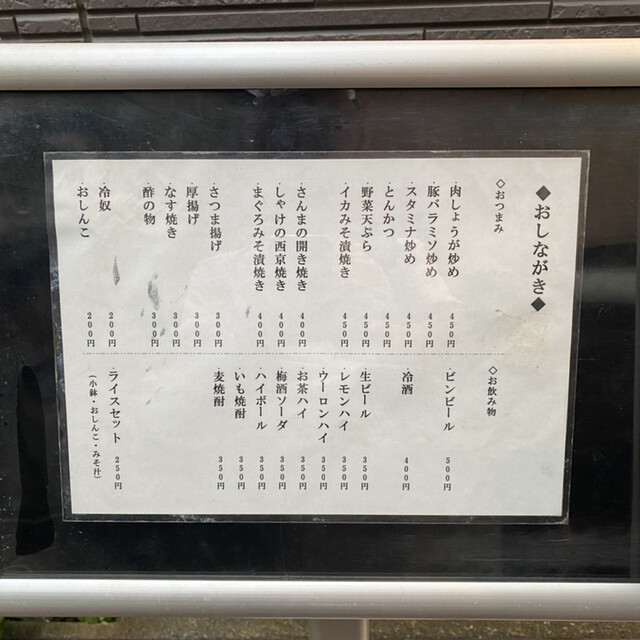 ◆おしながき◆
◇おつまみ
・肉しょうが炒め 450円
・豚バラミソ炒め 450円
・スタミナ炒め 450円
・とんかつ 450円
・野菜天ぷら 450円
・イカみそ漬焼き 450円
・さんまの開き焼き 400円
・しゃけの西京焼き 400円
・まぐろみそ漬焼き 400円
・さつま揚げ 300円
・厚揚げ 300円
・なす焼き 300円
・酢の物 300円
・冷奴 200円
・おしんこ 200円
◇お飲み物
・ビンビール 500円
・冷酒 400円
・生ビール 350円
・レモンハイ 350円
・ウーロンハイ 350円
・お茶ハイ 350円
・梅酒ソーダ 350円
・ハイボール 350円
・いも焼酎 350円
・麦焼酎 350円
・ライスセット 250円
(小鉢・おしんこ・みそ汁)